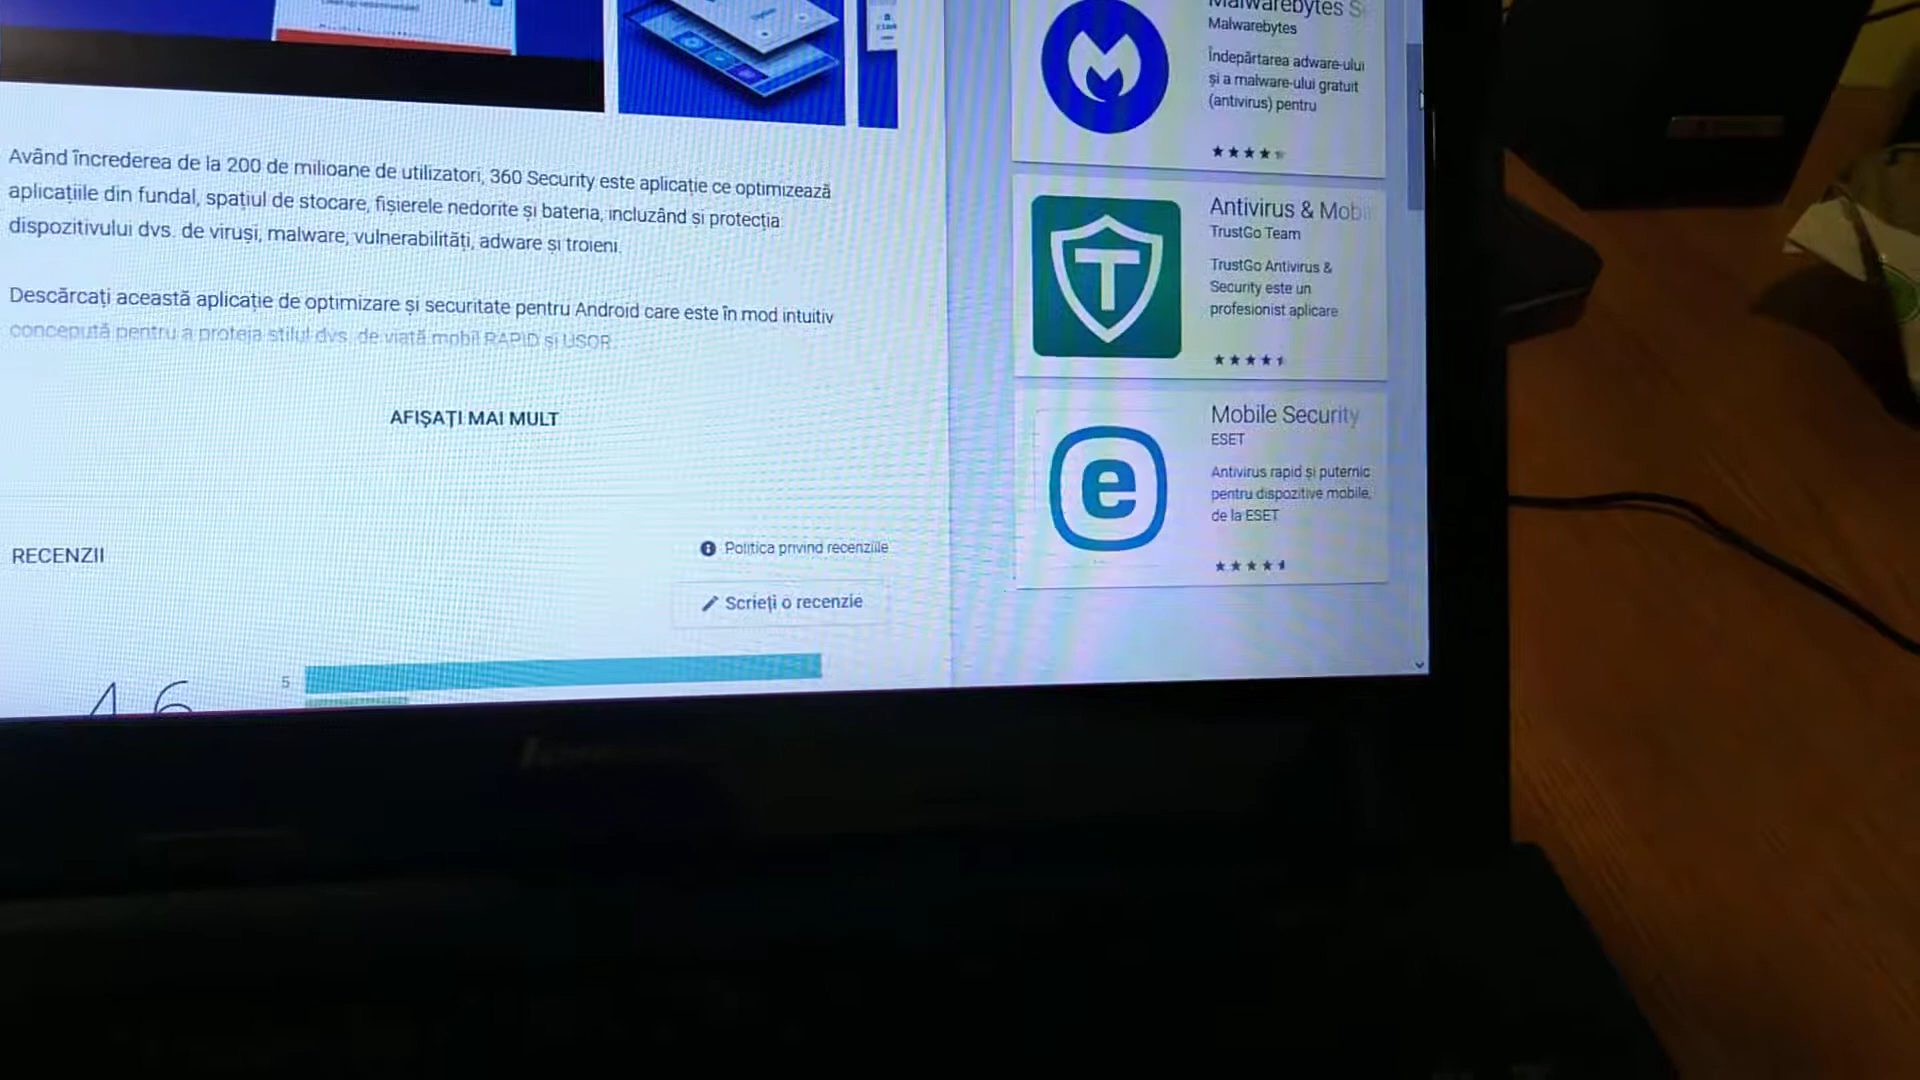 Având încrederea de la 200 de milioane de utilizatori, 360 Security este aplicație ce optimizează
aplicațiile din fundal, spațiul de stocare, fișierele nedorite și bateria, incluzând și protecția
dispozitivului dvs. de viruși, malware, vulnerabilități, adware și troieni.
Descărcați această aplicație de optimizare și securitate pentru Android care este în mod intuitiv
concepută pentru a proteja stilul dvs. de viață mobil RAPID și UȘOR.
AFIȘAȚI MAI MULT
RECENZII
Politica privind recenziile
Scrieți o recenzie
4,6
5
Malwarebytes S
Malwarebytes
Îndepărtarea adware-ului
și a malware-ului gratuit
(antivirus) pentru
T
Antivirus & Mobil
TrustGo Team
TrustGo Antivirus &
Security este un
profesionist aplicare
e
Mobile Security
ESET
Antivirus rapid și puternic
pentru dispozitive mobile,
de la ESET